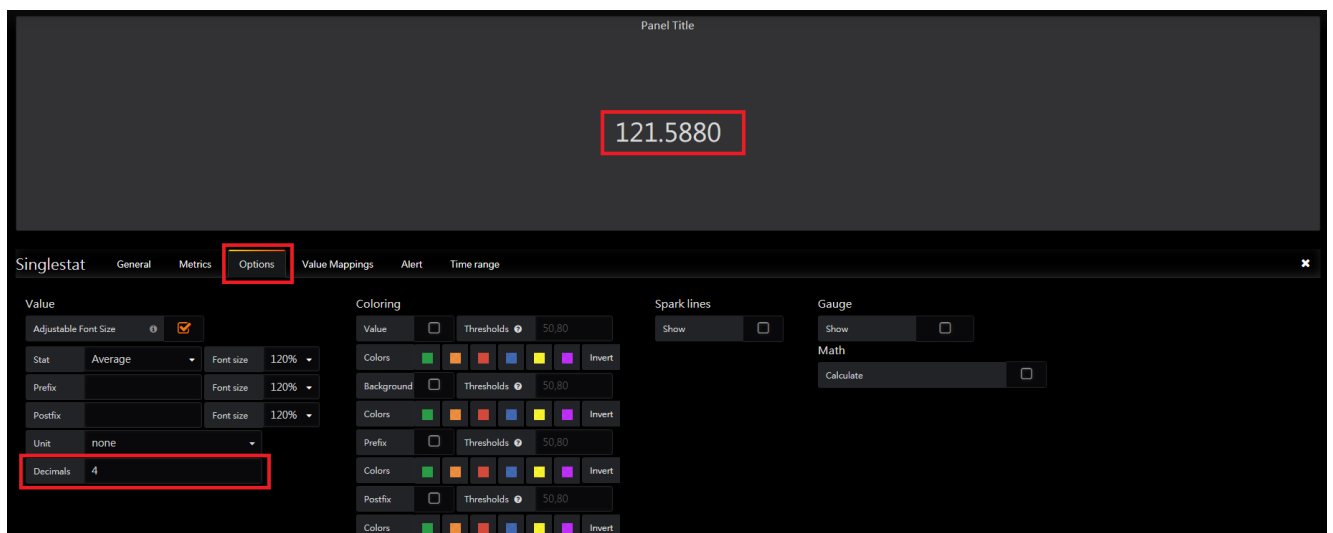 Panel Title
121.5880
Singlestat General Metrics Options Value Mappings Alert Time range
Value Coloring Spark lines Gauge
Adjustable Font Size Value Thresholds 50,80 Show Show
Stat Average Font size 120% Colors Invert Math
Prefix Font size 120% Background Thresholds 50,80 Calculate
Postfix Font size 120% Colors Invert
Unit none Prefix Thresholds 50,80
Decimals 4 Colors Invert
Postfix Thresholds 50,80
Colors Invert